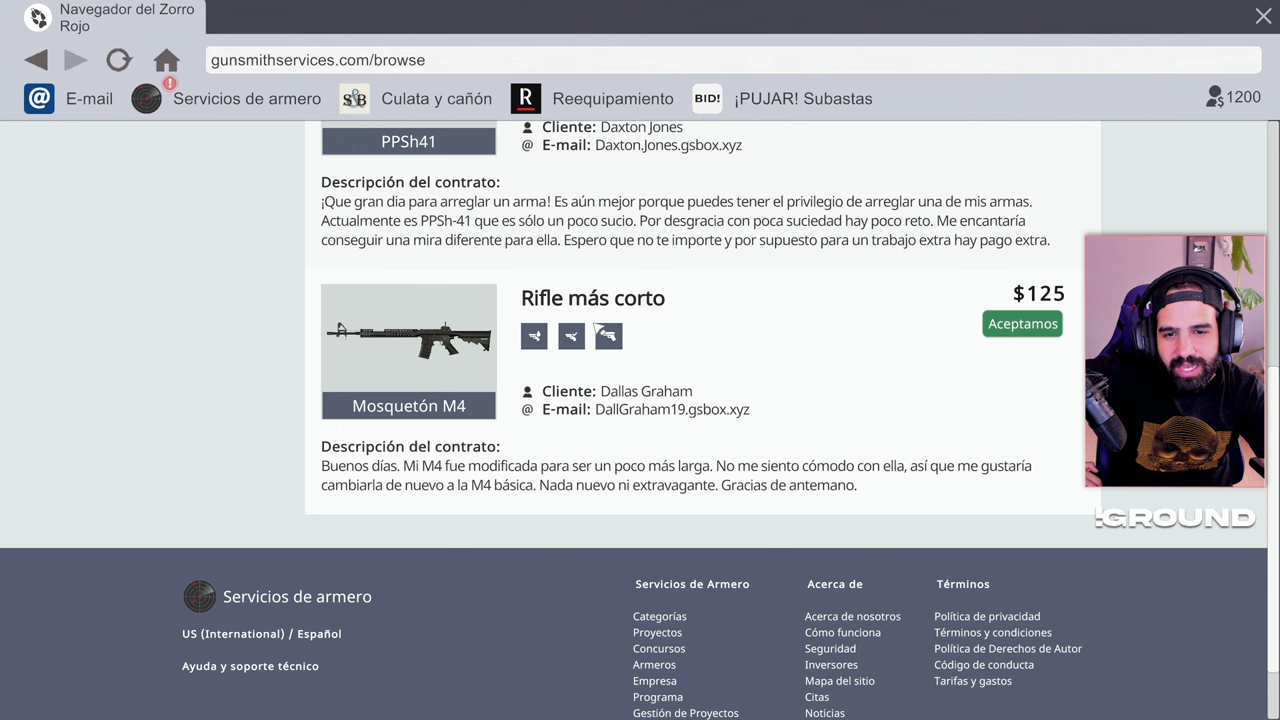 Navegador del Zorro
Rojo
gunsmithservices.com/browse
@ E-mail
Servicios de armero
S&B Culata y cañón
R Reequipamiento
BID! ¡PUJAR! Subastas
1200
PPSh41
Cliente: Daxton Jones
@ E-mail: Daxton.Jones.gsbox.xyz
Descripción del contrato:
¡Que gran dia para arreglar un arma! Es aún mejor porque puedes tener el privilegio de arreglar una de mis armas.
Actualmente es PPSh-41 que es sólo un poco sucio. Por desgracia con poca suciedad hay poco reto. Me encantaría
conseguir una mira diferente para ella. Espero que no te importe y por supuesto para un trabajo extra hay pago extra.
Rifle más corto
$125
Aceptamos
Mosquetón M4
Cliente: Dallas Graham
@ E-mail: DallGraham19.gsbox.xyz
Descripción del contrato:
Buenos días. Mi M4 fue modificada para ser un poco más larga. No me siento cómodo con ella, así que me gustaría
cambiarla de nuevo a la M4 básica. Nada nuevo ni extravagante. Gracias de antemano.
!GROUND
Servicios de armero
US (International) / Español
Ayuda y soporte técnico
Servicios de Armero
Categorías
Proyectos
Concursos
Armeros
Empresa
Programa
Gestión de Proyectos
Acerca de
Acerca de nosotros
Cómo funciona
Seguridad
Inversores
Mapa del sitio
Citas
Noticias
Términos
Política de privacidad
Términos y condiciones
Política de Derechos de Autor
Código de conducta
Tarifas y gastos